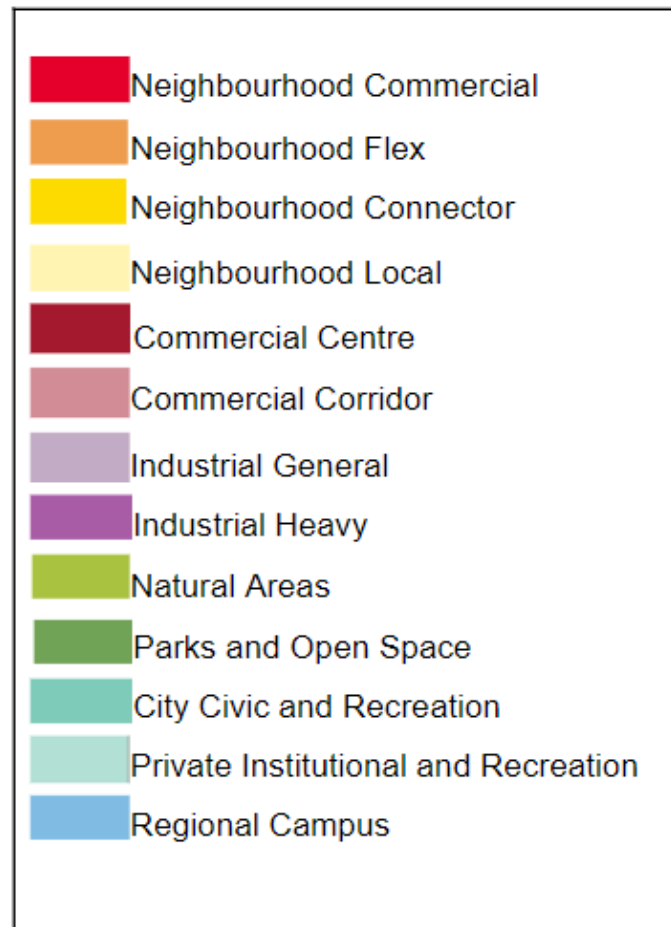 Neighbourhood Commercial
Neighbourhood Flex
Neighbourhood Connector
Neighbourhood Local
Commercial Centre
Commercial Corridor
Industrial General
Industrial Heavy
Natural Areas
Parks and Open Space
City Civic and Recreation
Private Institutional and Recreation
Regional Campus